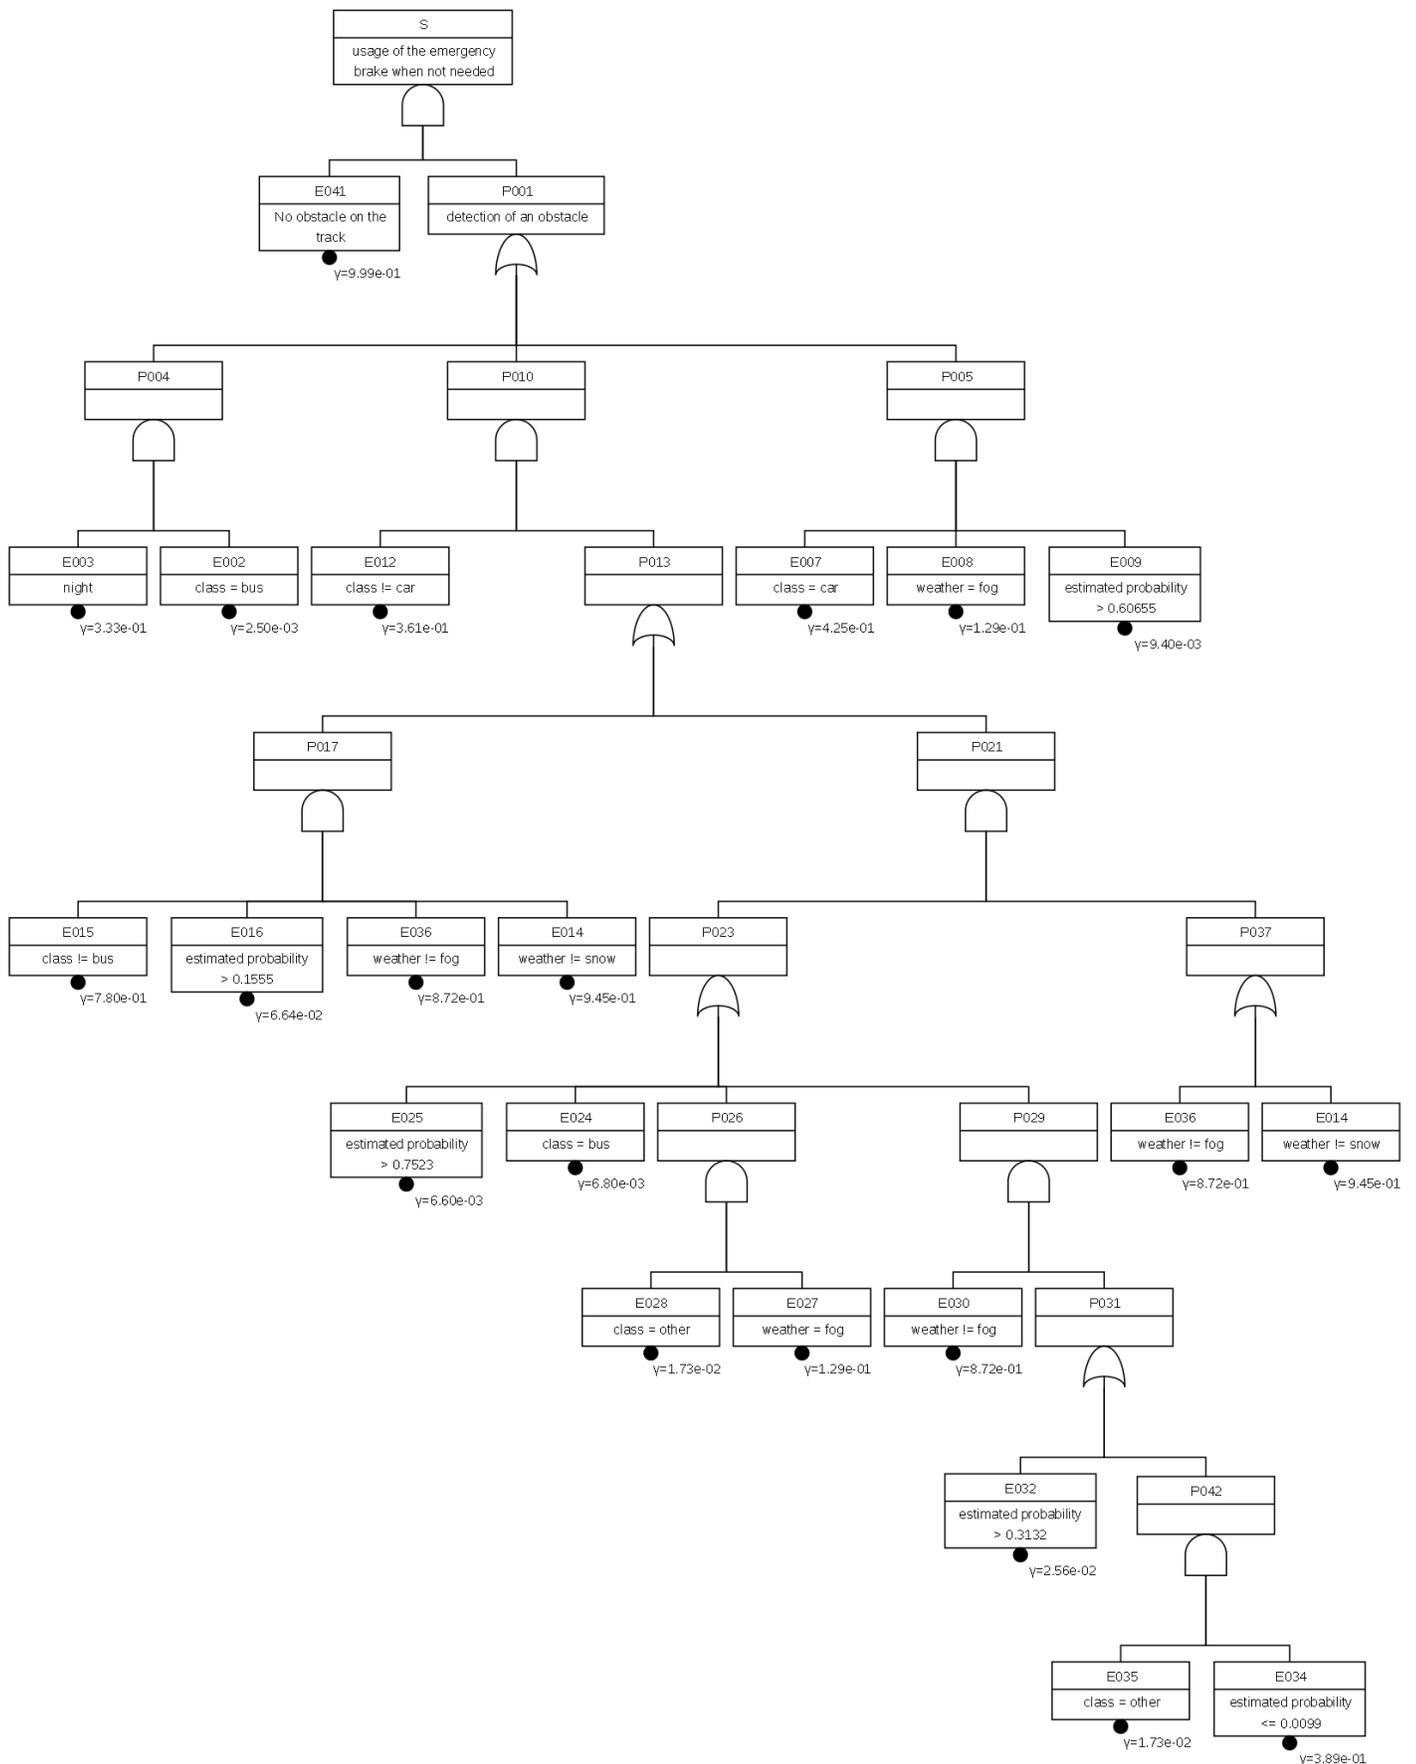 S
usage of the emergency
brake when not needed
E041
No obstacle on the
track
γ=9.99e-01
P001
detection of an obstacle
P004
P010
P005
E003
night
γ=3.33e-01
E002
class = bus
γ=2.50e-03
E012
class != car
γ=3.61e-01
P013
E007
class = car
γ=4.25e-01
E008
weather = fog
γ=1.29e-01
E009
estimated probability
> 0.60655
γ=9.40e-03
P017
P021
E015
class != bus
γ=7.80e-01
E016
estimated probability
> 0.1555
γ=6.64e-02
E036
weather != fog
γ=8.72e-01
E014
weather != snow
γ=9.45e-01
P023
P037
E025
estimated probability
> 0.7523
γ=6.60e-03
E024
class = bus
γ=6.80e-03
P026
P029
E036
weather != fog
γ=8.72e-01
E014
weather != snow
γ=9.45e-01
E028
class = other
γ=1.73e-02
E027
weather = fog
γ=1.29e-01
E030
weather != fog
γ=8.72e-01
P031
E032
estimated probability
> 0.3132
γ=2.56e-02
P042
E035
class = other
γ=1.73e-02
E034
estimated probability
<= 0.0099
γ=3.89e-01